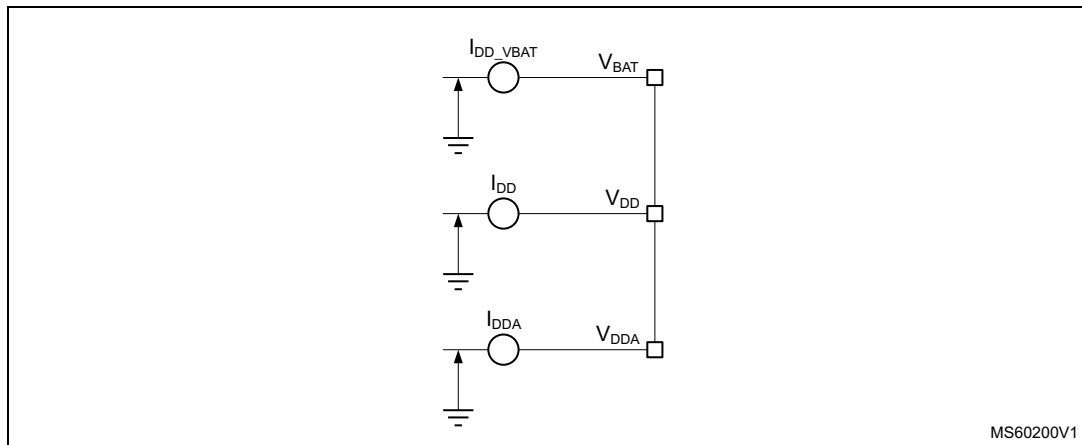 I_DD_VBAT
V_BAT
I_DD
V_DD
I_DDA
V_DDA
MS60200V1